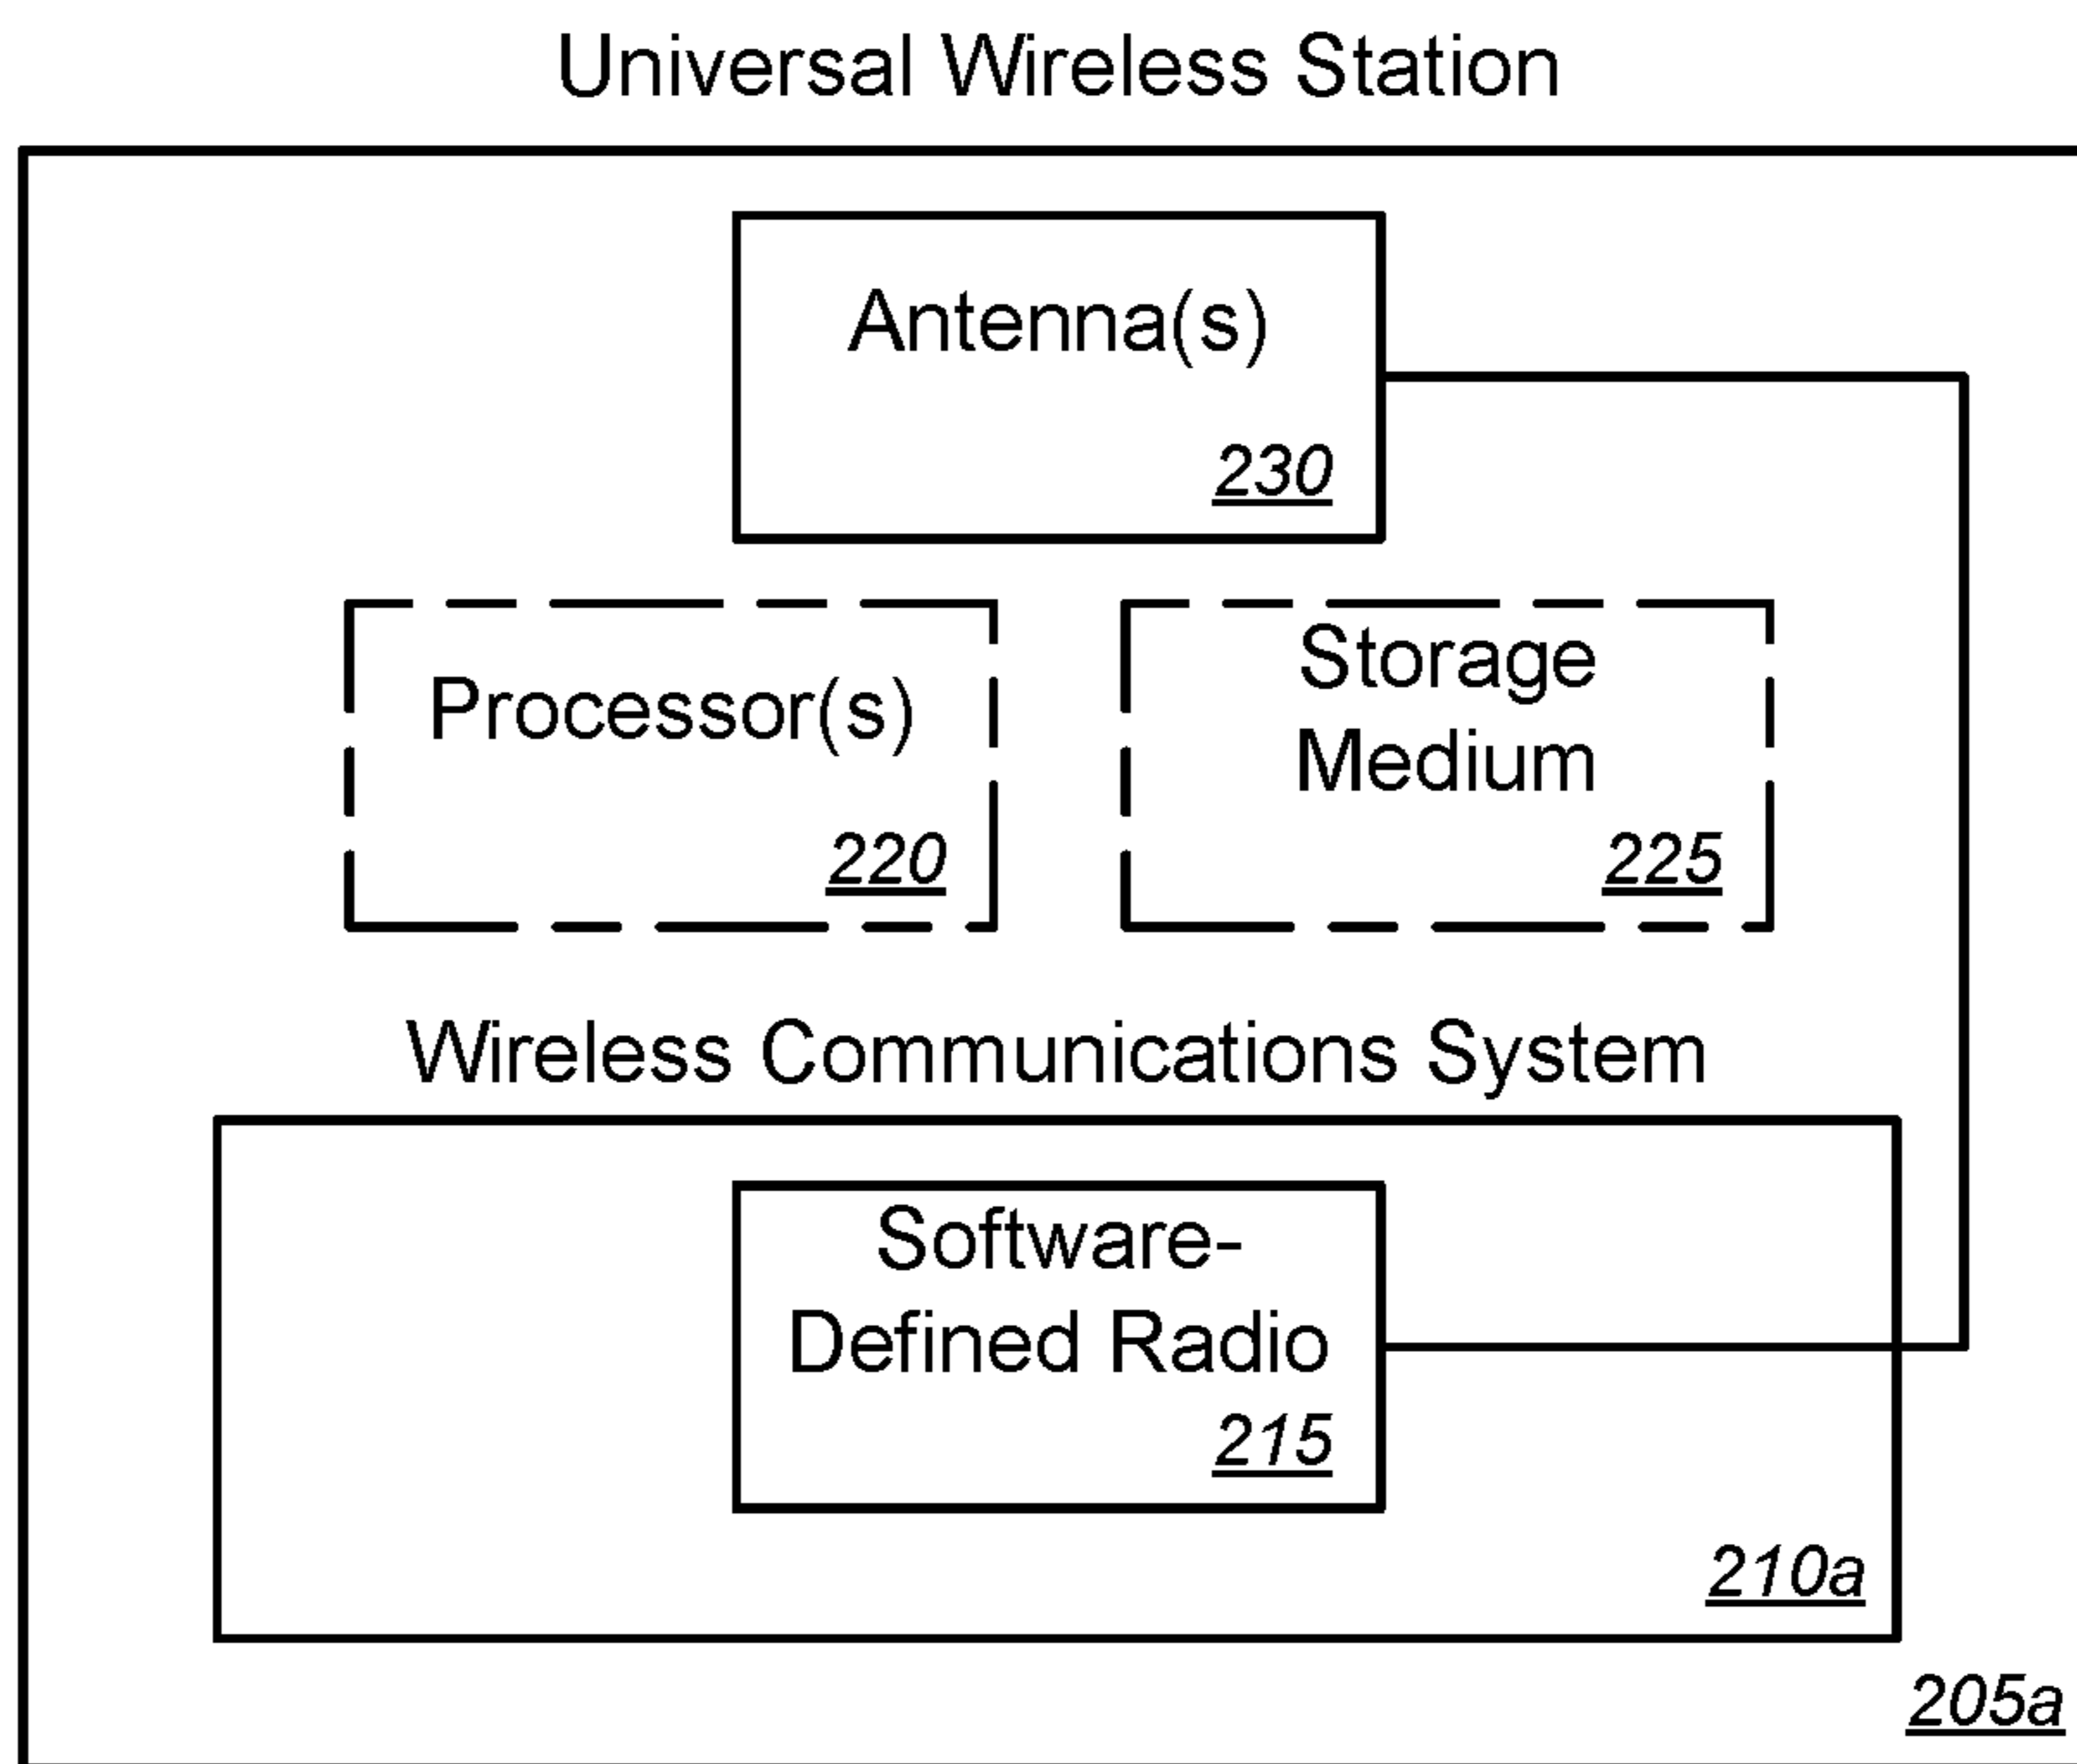 Universal Wireless Station
Antenna(s)
230
Processor(s)
220
Storage
Medium
225
Wireless Communications System
Software-
Defined Radio
215
210a
205a